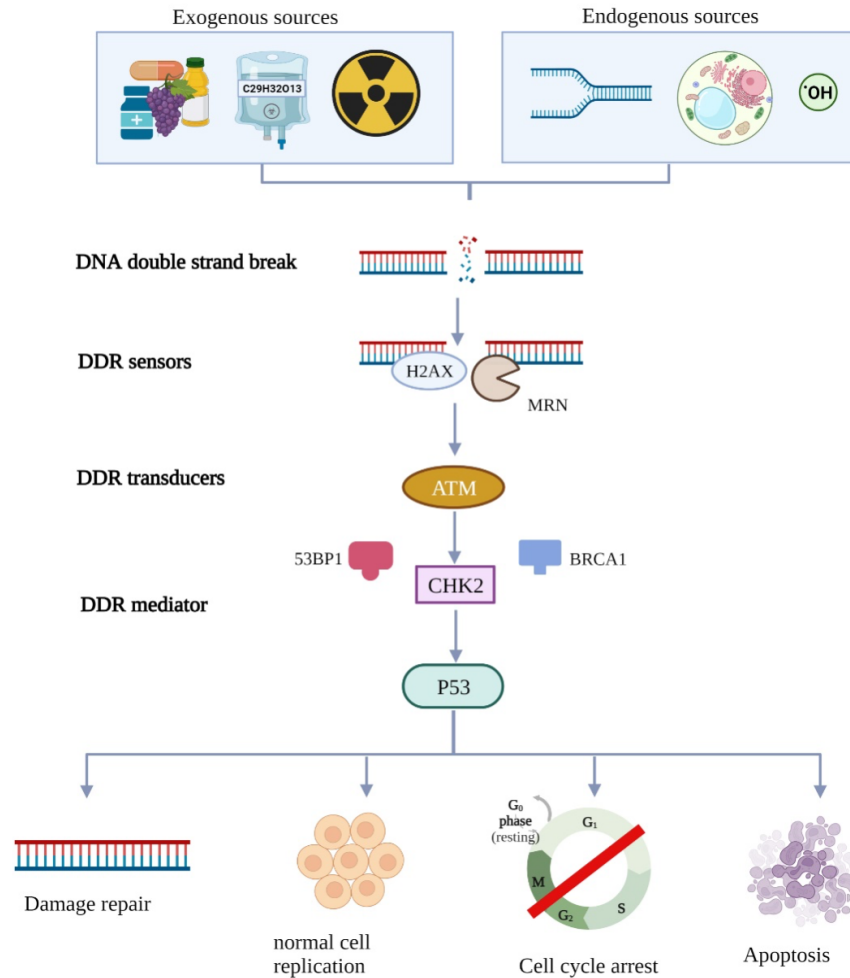 Exogenous sources
Endogenous sources
C29H32O13
·OH
DNA double strand break
DDR sensors
H2AX
MRN
DDR transducers
ATM
53BP1
BRCA1
CHK2
DDR mediator
P53
G₀
phase
(resting)
G₁
M
G₂
S
Damage repair
normal cell
replication
Cell cycle arrest
Apoptosis